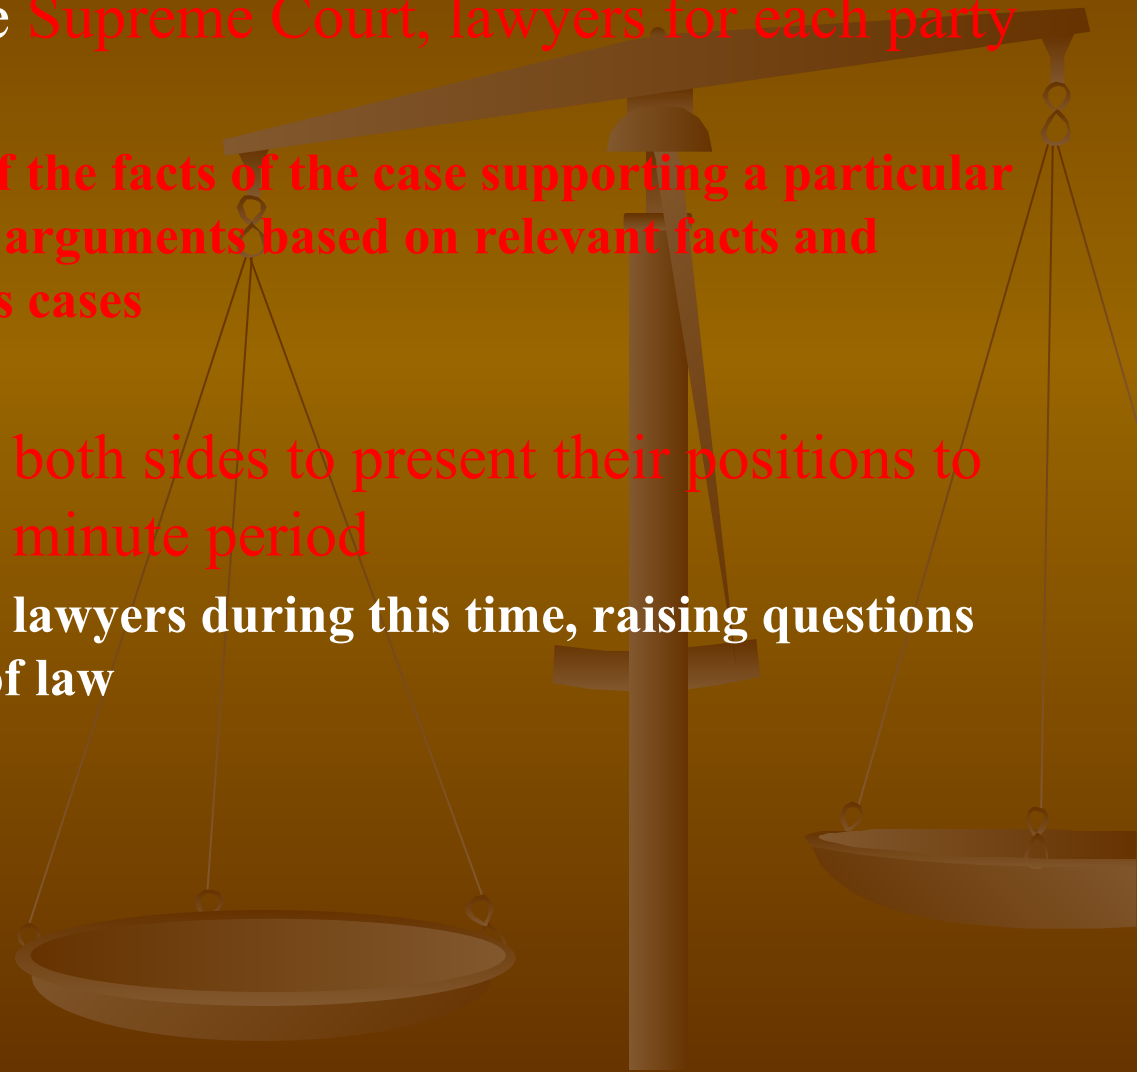 e Supreme Court, lawyers for each party
f the facts of the case supporting a particular
arguments based on relevant facts and
s cases
both sides to present their positions to
minute period
lawyers during this time, raising questions
of law